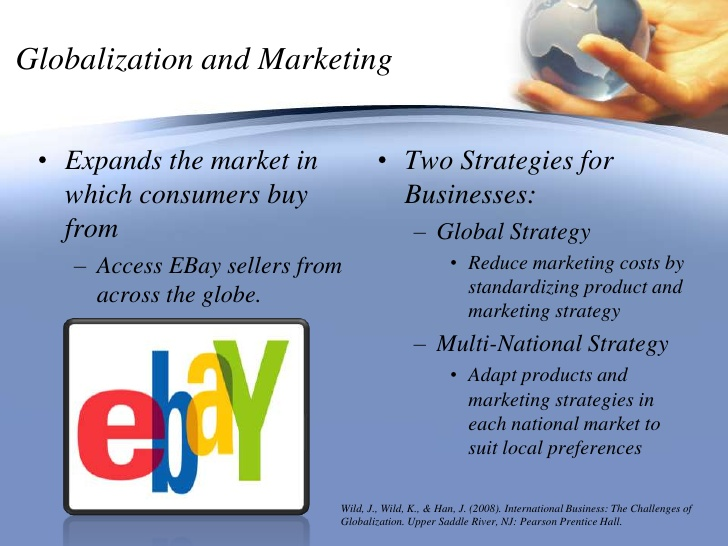 Globalization and Marketing
• Expands the market in
which consumers buy
from
– Access EBay sellers from
across the globe.
ebaY
• Two Strategies for
Businesses:
– Global Strategy
• Reduce marketing costs by
standardizing product and
marketing strategy
– Multi-National Strategy
• Adapt products and
marketing strategies in
each national market to
suit local preferences
Wild, J., Wild, K., & Han, J. (2008). International Business: The Challenges of
Globalization. Upper Saddle River, NJ: Pearson Prentice Hall.